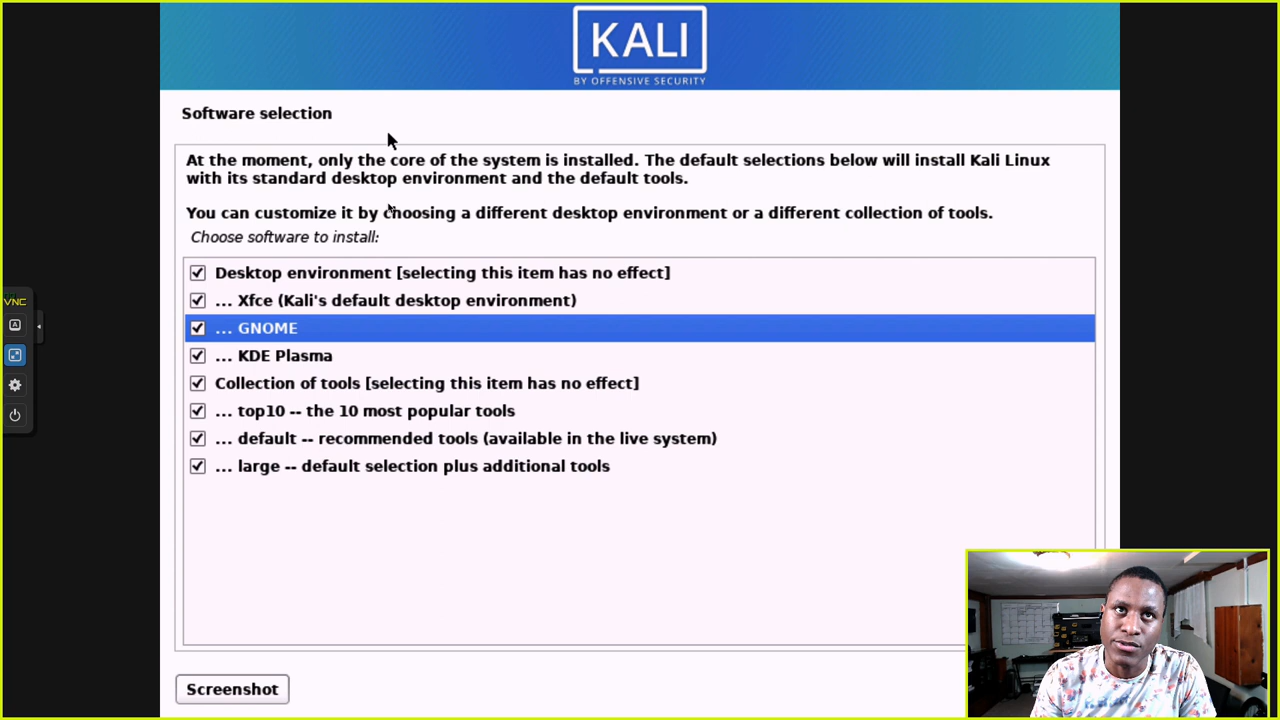 KALI
BY OFFENSIVE SECURITY
Software selection
At the moment, only the core of the system is installed. The default selections below will install Kali Linux
with its standard desktop environment and the default tools.
You can customize it by choosing a different desktop environment or a different collection of tools.
Choose software to install:
Desktop environment [selecting this item has no effect]
... Xfce (Kali's default desktop environment)
... GNOME
... KDE Plasma
Collection of tools [selecting this item has no effect]
... top10 -- the 10 most popular tools
... default -- recommended tools (available in the live system)
... large -- default selection plus additional tools
VNC
A
Screenshot